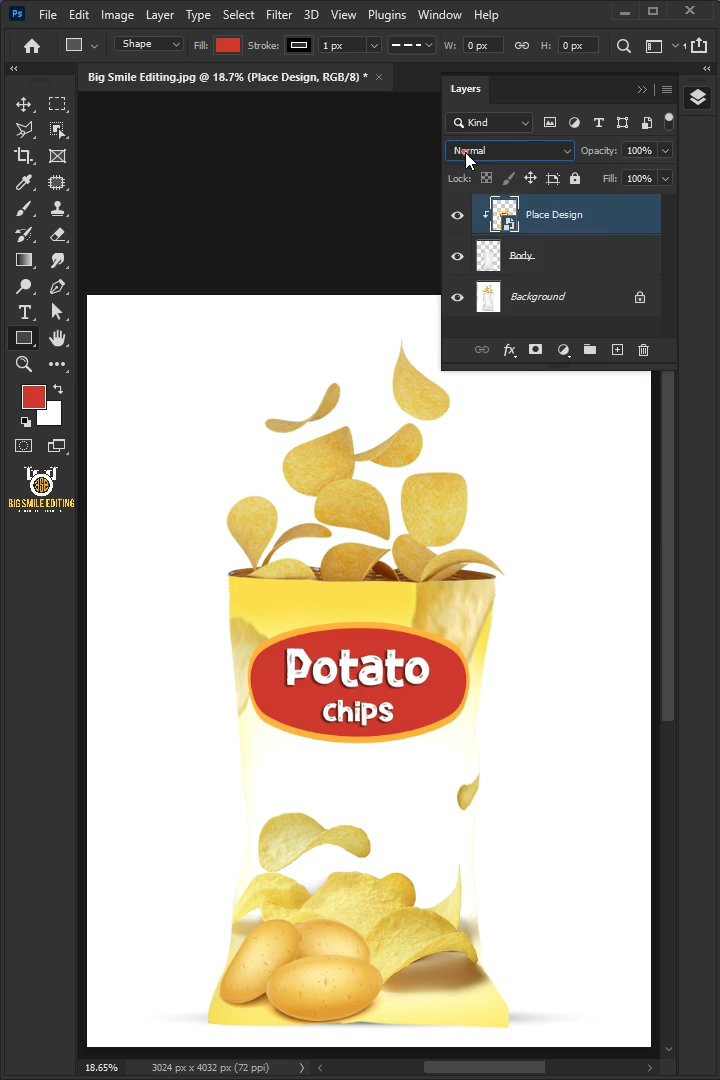 Ps File Edit Image Layer Type Select Filter 3D View Plugins Window Help
Shape Fill: Stroke: 1 px W: 0 px H: 0 px
Big Smile Editing.jpg @ 18.7% (Place Design, RGB/8) *
Layers
Kind
Normal Opacity: 100%
Lock: Fill: 100%
Place Design
Body
Background
fx
BIG SMILE EDITING
Potato
chips
18.65% 3024 px x 4032 px (72 ppi)